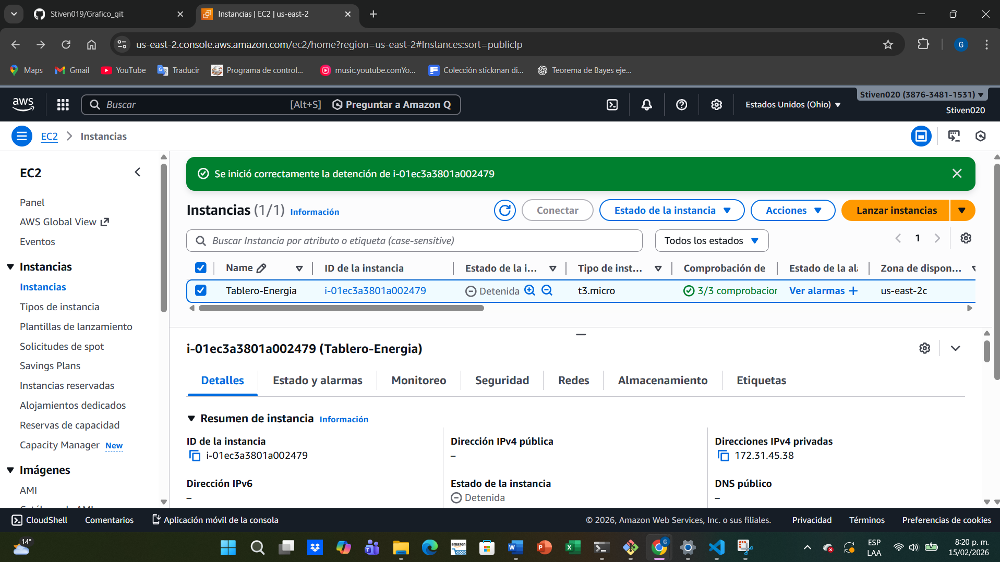 Stiven019/Grafico_git
Instancias | EC2 | us-east-2
us-east-2.console.aws.amazon.com/ec2/home?region=us-east-2#Instances:sort=publicIp
G
Maps
Gmail
YouTube
Traducir
Programa de control...
music.youtube.comYo...
Colección stickman di...
Teorema de Bayes eje...
aws
Buscar
[Alt+S]
Preguntar a Amazon Q
Estados Unidos (Ohio)
Stiven020 (3876-3481-1531)
Stiven020
EC2
Instancias
EC2
Panel
AWS Global View
Eventos
Instancias
Instancias
Tipos de instancia
Plantillas de lanzamiento
Solicitudes de spot
Savings Plans
Instancias reservadas
Alojamientos dedicados
Reservas de capacidad
Capacity Manager New
Imágenes
AMI
Se inició correctamente la detención de i-01ec3a3801a002479
Instancias (1/1) Información
Conectar
Estado de la instancia
Acciones
Lanzar instancias
Buscar Instancia por atributo o etiqueta (case-sensitive)
Todos los estados
1
Name
ID de la instancia
Estado de la i...
Tipo de inst...
Comprobación de
Estado de la ala
Zona de dispon...
Tablero-Energia
i-01ec3a3801a002479
Detenida
t3.micro
3/3 comprobacior
Ver alarmas +
us-east-2c
i-01ec3a3801a002479 (Tablero-Energia)
Detalles
Estado y alarmas
Monitoreo
Seguridad
Redes
Almacenamiento
Etiquetas
Resumen de instancia Información
ID de la instancia
i-01ec3a3801a002479
Dirección IPv4 pública
–
Direcciones IPv4 privadas
172.31.45.38
Dirección IPv6
–
Estado de la instancia
Detenida
DNS público
–
CloudShell
Comentarios
Aplicación móvil de la consola
© 2026, Amazon Web Services, Inc. o sus filiales.
Privacidad
Términos
Preferencias de cookies
14°
amazon
ESP
LAA
8:20 p. m.
15/02/2026